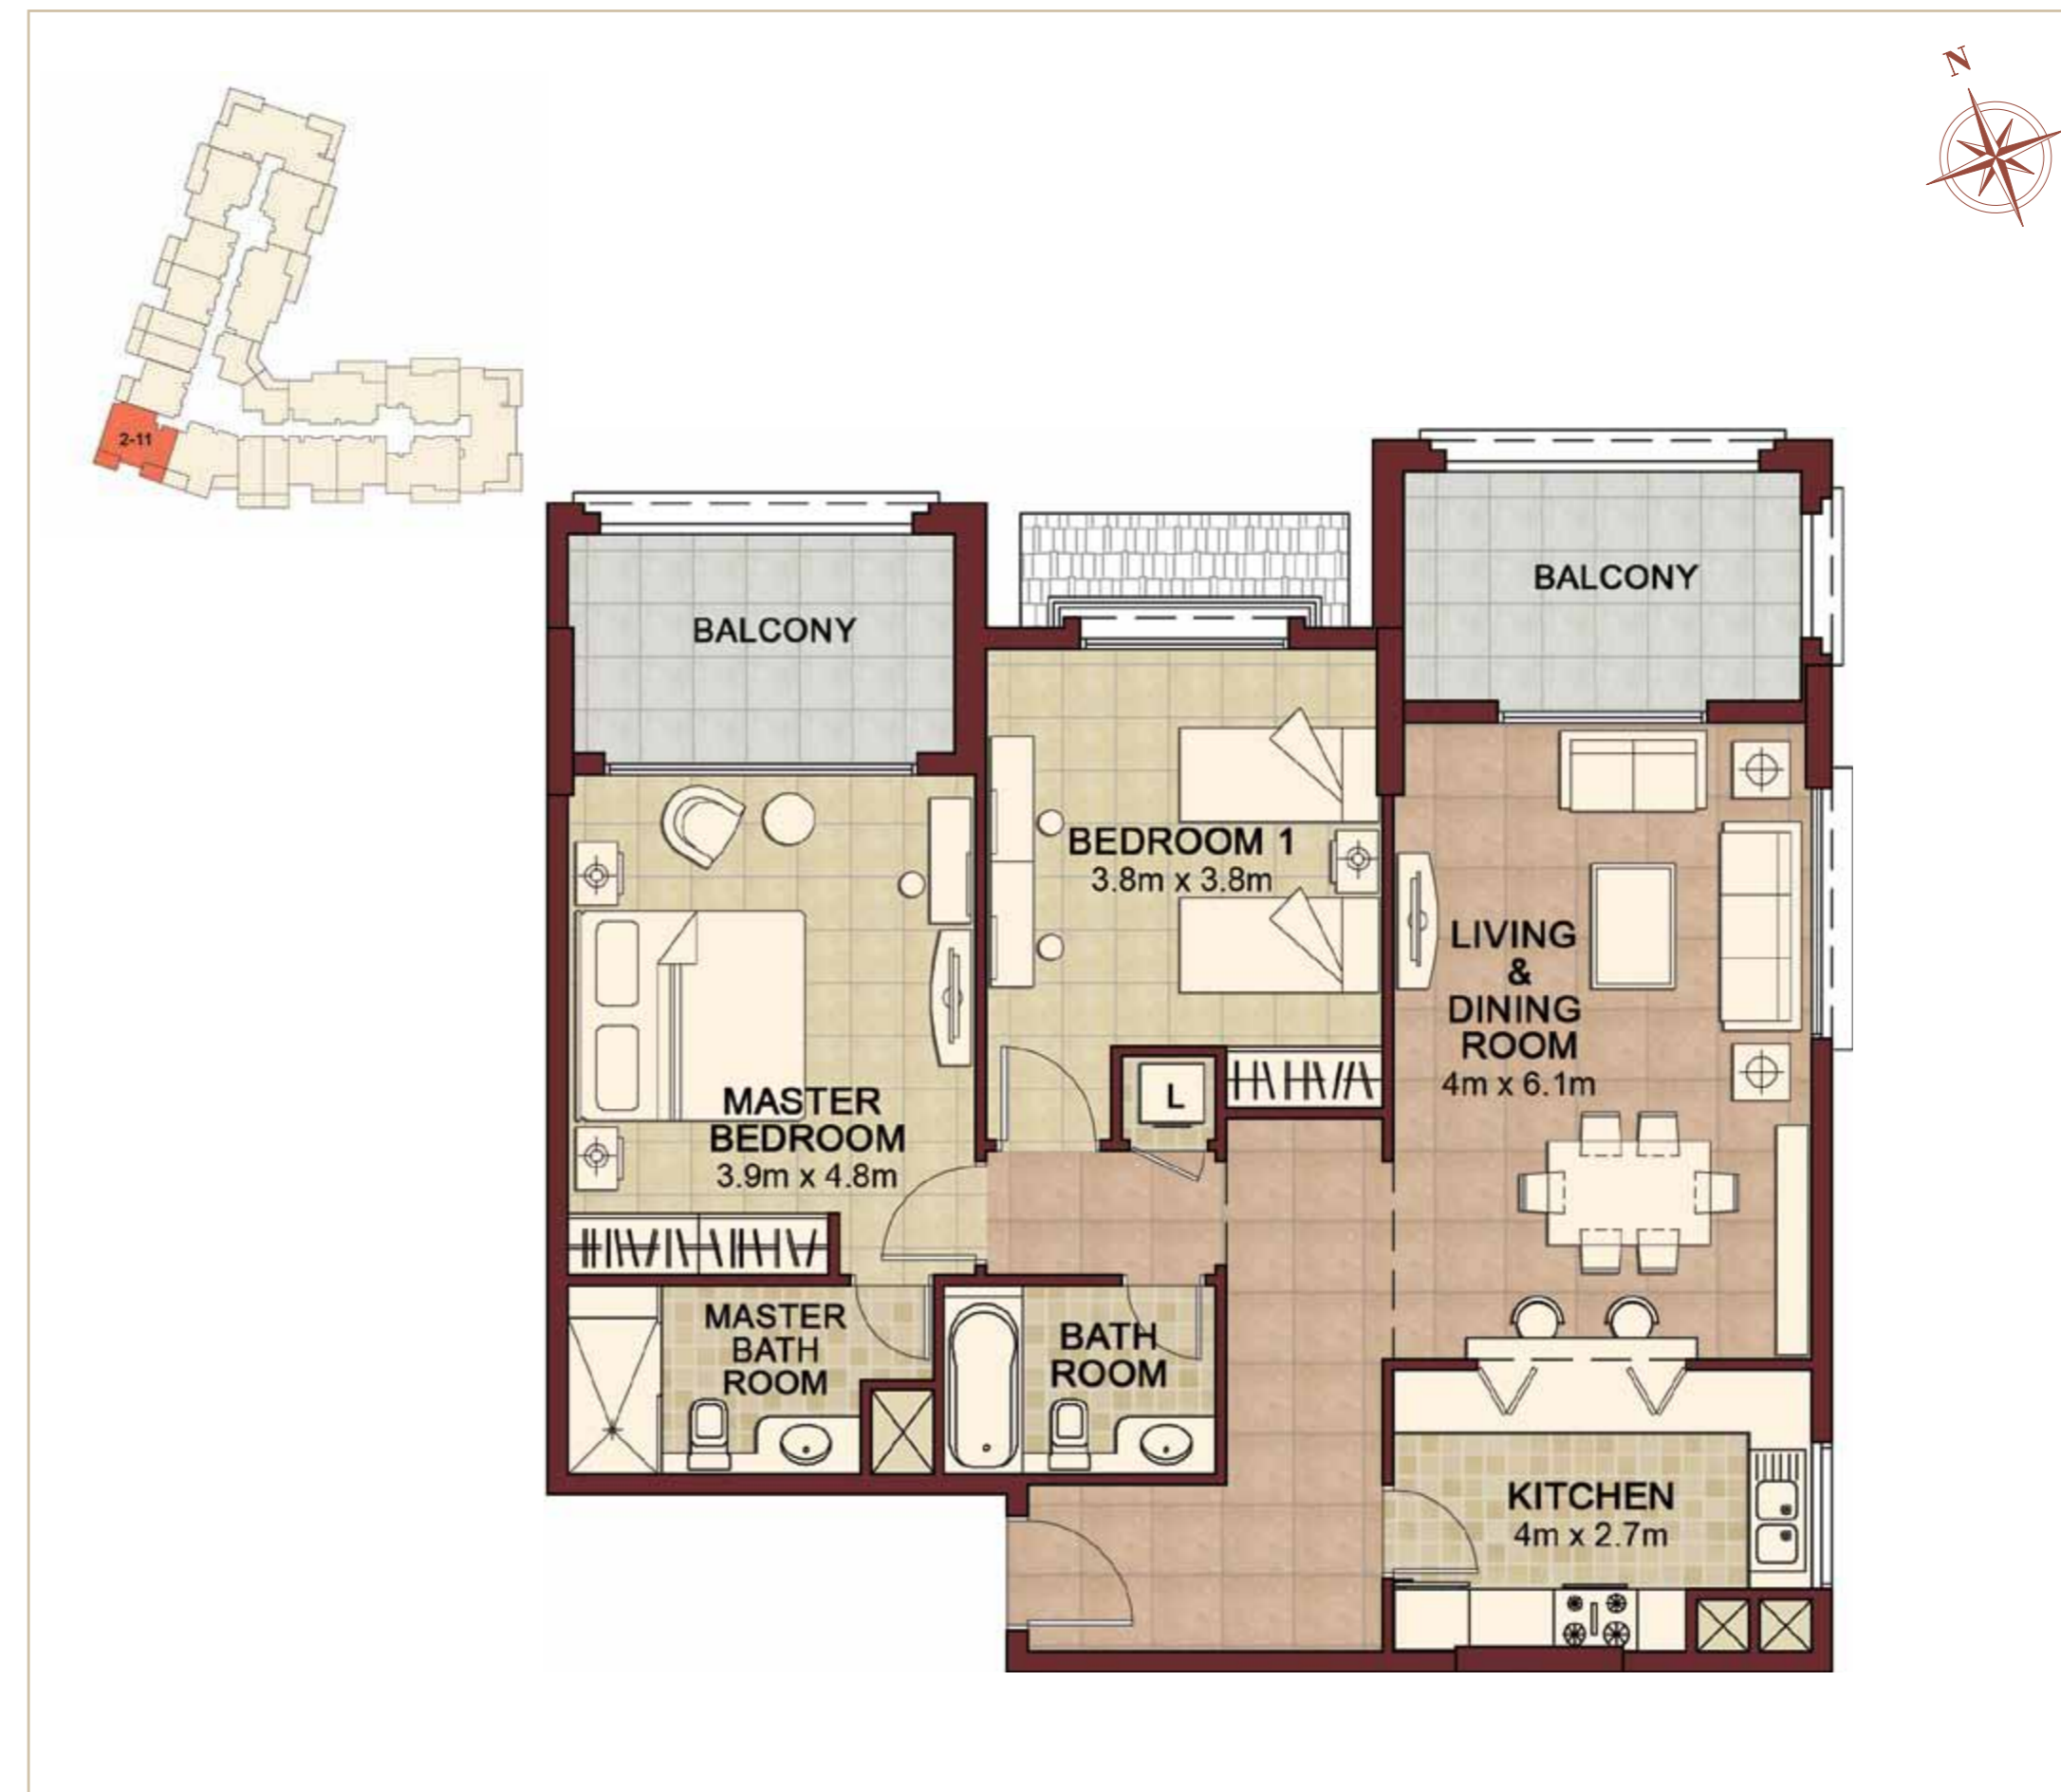 N
2-11
BALCONY
BALCONY
BEDROOM 1
3.8m x 3.8m
LIVING
&
DINING
ROOM
4m x 6.1m
L
MASTER
BEDROOM
3.9m x 4.8m
MASTER
BATH
ROOM
BATH
ROOM
KITCHEN
4m x 2.7m